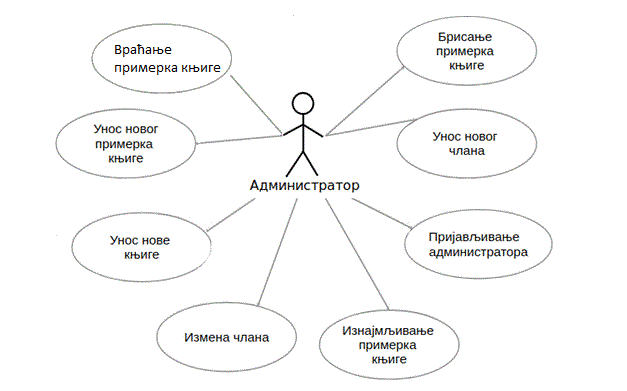 Враћање
примерка књиге
Брисање
примерка
књиге
Унос новог
примерка
књиге
Унос новог
члана
Администратор
Унос нове
књиге
Пријављивање
администратора
Измена члана
Изнајмљивање
примерка
књиге